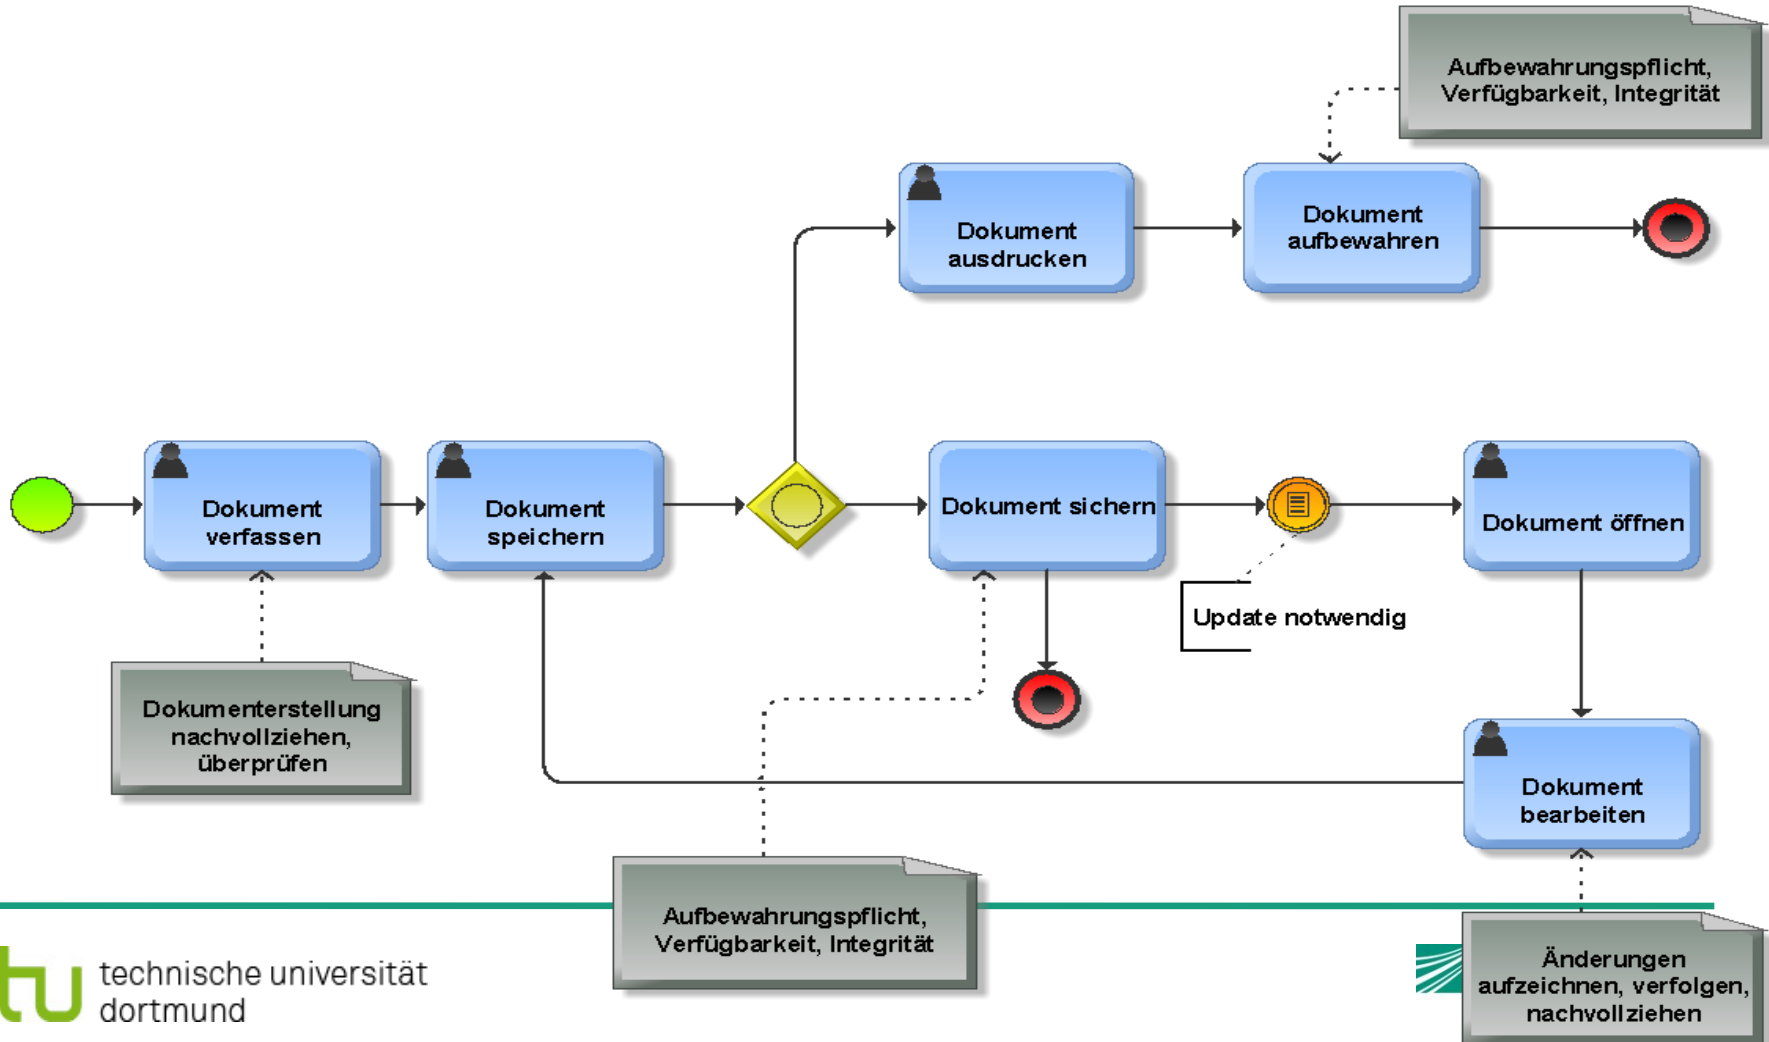 Aufbewahrungspflicht,
Verfügbarkeit, Integrität
Dokument
ausdrucken
Dokument
aufbewahren
Dokument
verfassen
Dokument
speichern
Dokument sichern
Dokument öffnen
Update notwendig
Dokumenterstellung
nachvollziehen,
überprüfen
Dokument
bearbeiten
Aufbewahrungspflicht,
Verfügbarkeit, Integrität
Änderungen
aufzeichnen, verfolgen,
nachvollziehen
tu technische universität
dortmund